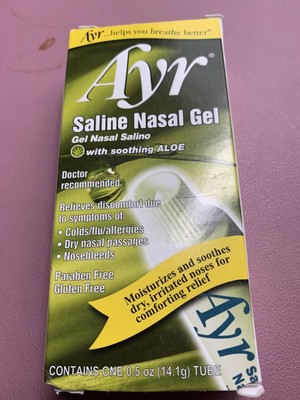 Ayr...helps you breathe better®
Ayr®
Saline Nasal Gel
Gel Nasal Salino
with soothing ALOE
Doctor
recommended
Relieves discomfort due
to symptoms of:
• Colds/flu/allergies
• Dry nasal passages
• Nosebleeds
Paraben Free
Gluten Free
Moisturizes and soothes
dry, irritated noses for
comforting relief
Ayr
CONTAINS ONE 0.5 oz (14.1g) TUBE